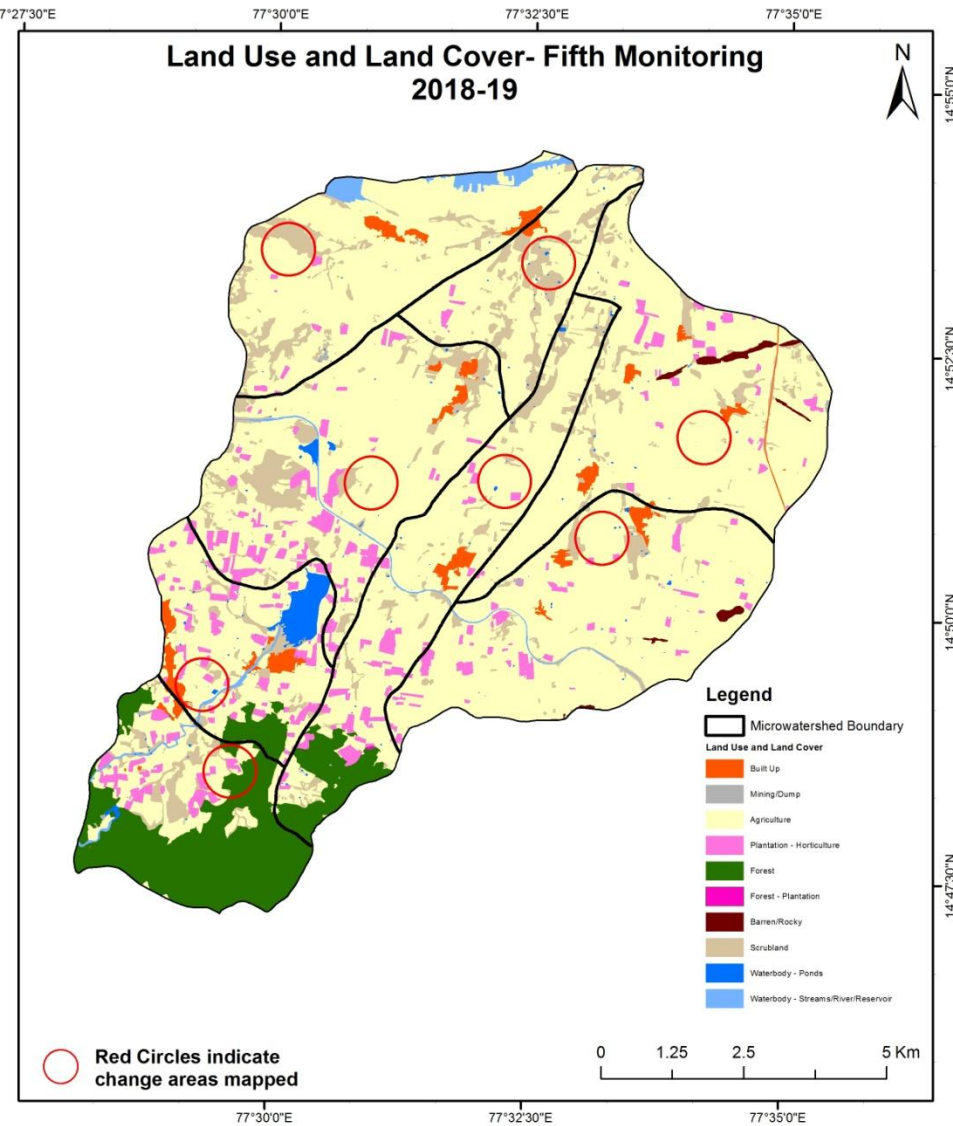 77°27'30"E 77°30'0"E 77°32'30"E 77°35'0"E
Land Use and Land Cover- Fifth Monitoring
2018-19
N
14°55'0"N
14°52'30"N
14°50'0"N
14°47'30"N
Legend
Microwatershed Boundary
Land Use and Land Cover
Built Up
Mining/Dump
Agriculture
Plantation - Horticulture
Forest
Forest - Plantation
Barren/Rocky
Scrubland
Waterbody - Ponds
Waterbody - Streams/River/Reservoir
Red Circles indicate
change areas mapped
0 1.25 2.5 5 Km
77°30'0"E 77°32'30"E 77°35'0"E